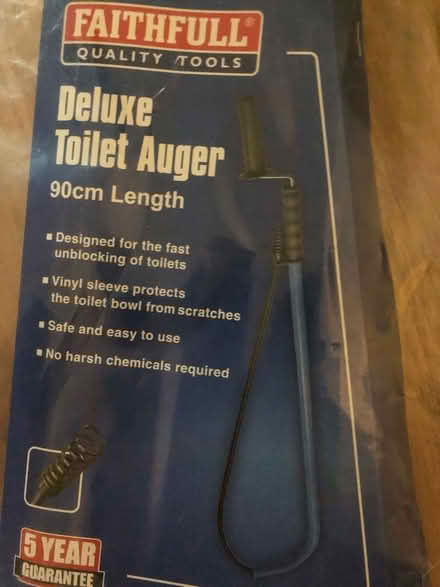 FAITHFULL®
QUALITY TOOLS
Deluxe
Toilet Auger
90cm Length
▪ Designed for the fast
unblocking of toilets
▪ Vinyl sleeve protects
the toilet bowl from scratches
▪ Safe and easy to use
▪ No harsh chemicals required
5 YEAR
GUARANTEE